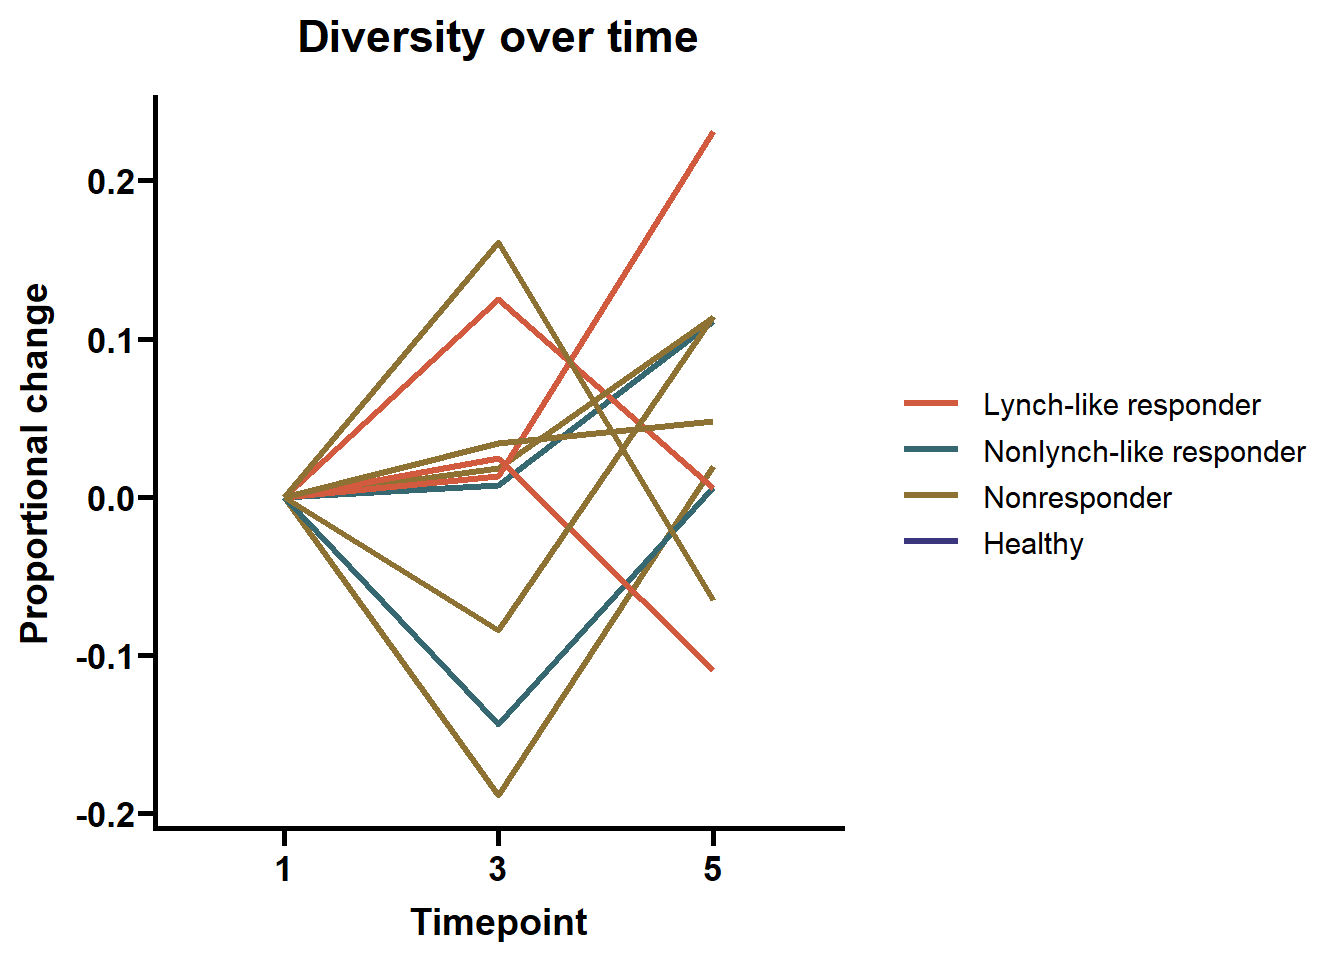 Diversity over time
Proportional change
0.2
0.1
0.0
-0.1
-0.2
1 3 5
Timepoint
Lynch-like responder
Nonlynch-like responder
Nonresponder
Healthy